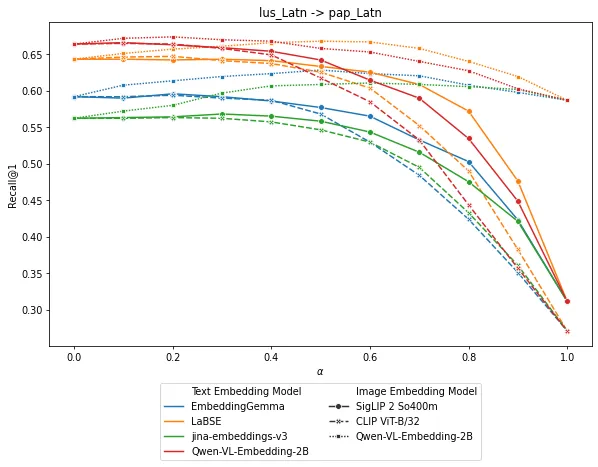 lus_Latn -> pap_Latn
Recall@1
0.65
0.60
0.55
0.50
0.45
0.40
0.35
0.30
0.0 0.2 0.4 0.6 0.8 1.0
α
Text Embedding Model Image Embedding Model
EmbeddingGemma SigLIP 2 So400m
LaBSE CLIP ViT-B/32
jina-embeddings-v3 Qwen-VL-Embedding-2B
Qwen-VL-Embedding-2B